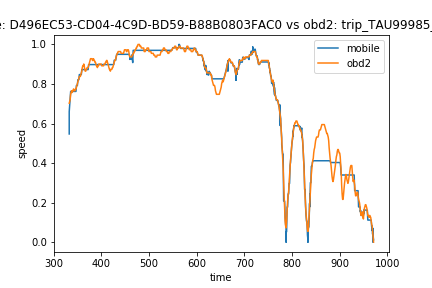 e: D496EC53-CD04-4C9D-BD59-B88B0803FAC0 vs obd2: trip_TAU99985_
mobile
obd2
speed
1.0
0.8
0.6
0.4
0.2
0.0
300 400 500 600 700 800 900 1000
time